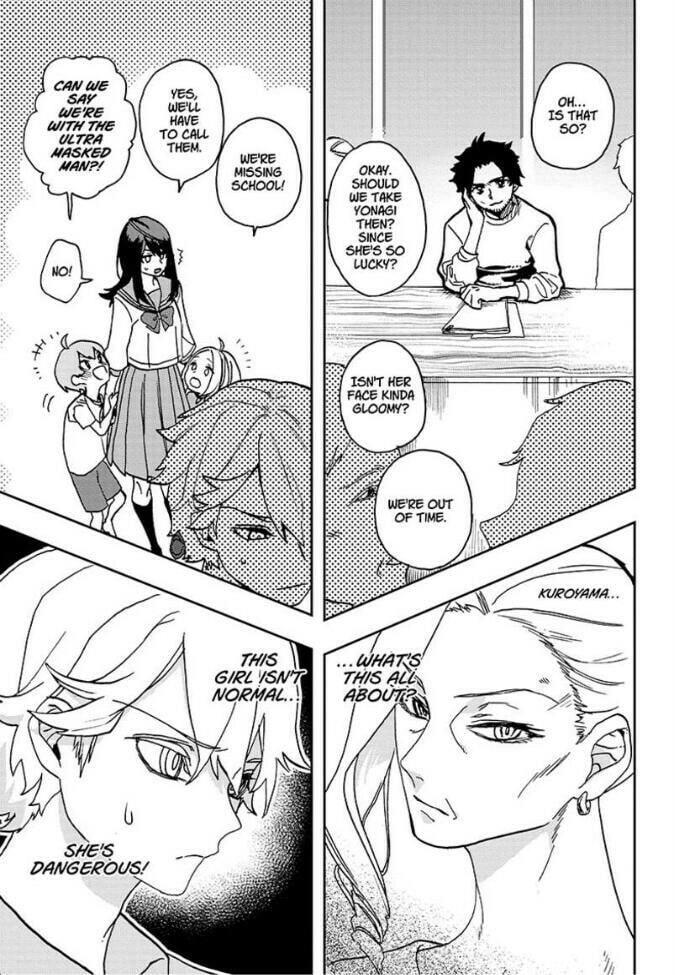 OH...
IS THAT
SO?
OKAY.
SHOULD
WE TAKE
YONAGI
THEN?
SINCE
SHE'S SO
LUCKY?
ISN'T HER
FACE KINDA
GLOOMY?
WE'RE OUT
OF TIME.
WE'RE
MISSING
SCHOOL!
YES,
WE'LL
HAVE
TO CALL
THEM.
CAN WE
SAY
WE'RE
WITH THE
ULTRA
MASKED
MAN?!
NO!
KUROYAMA...
...WHAT'S
THIS ALL
ABOUT?
THIS
GIRL ISN'T
NORMAL...
SHE'S
DANGEROUS!